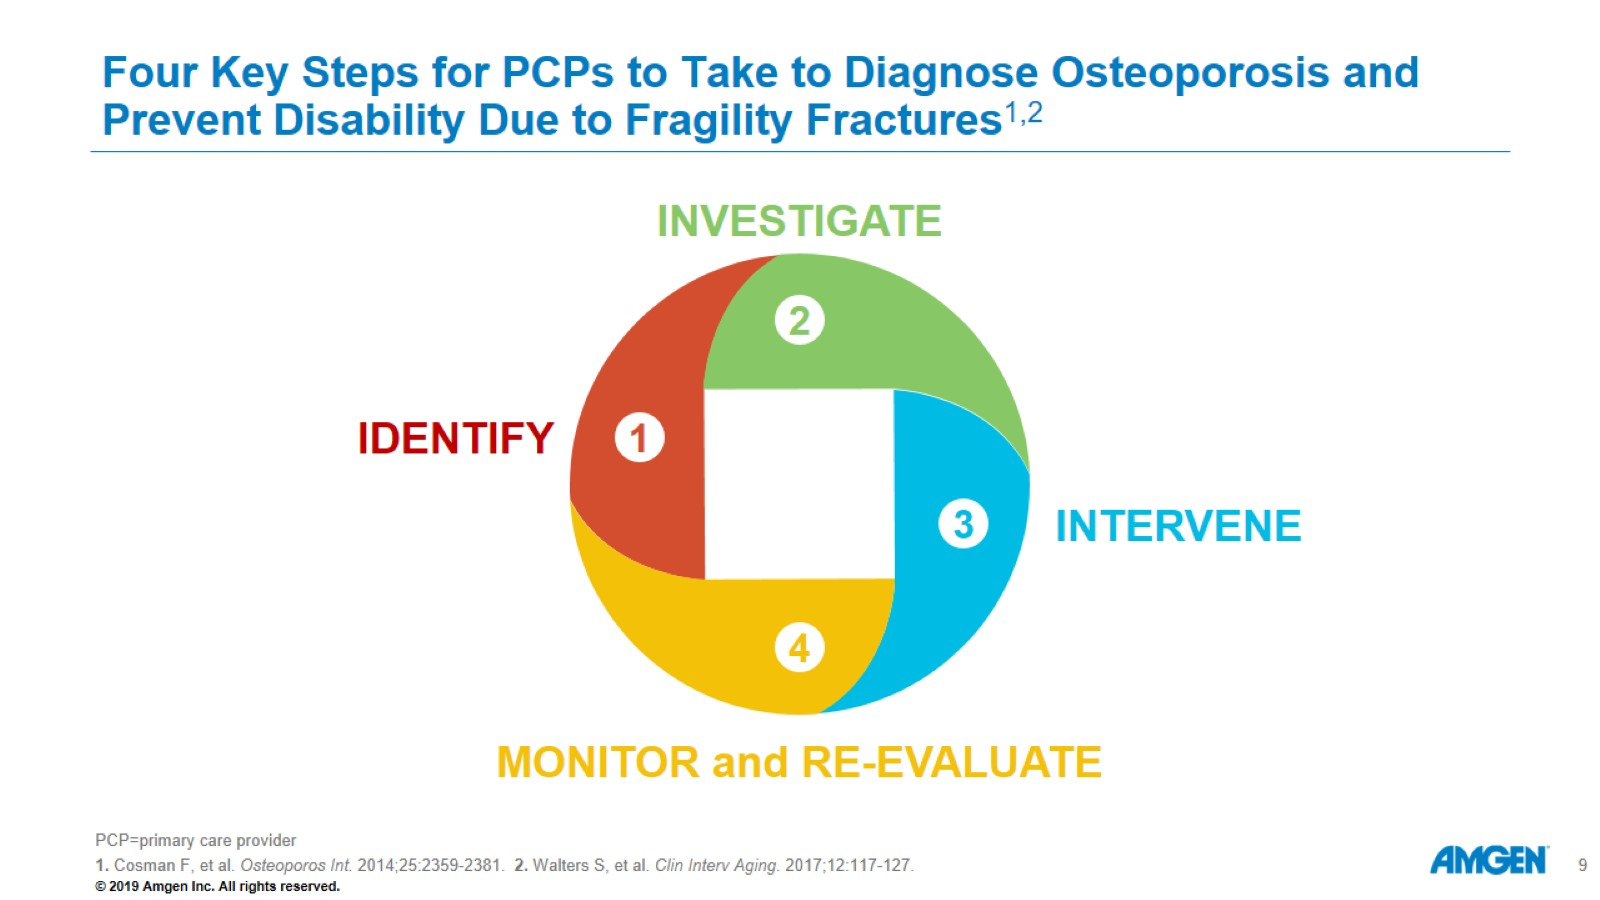 Four Key Steps for PCPs to Take to Diagnose Osteoporosis and
Prevent Disability Due to Fragility Fractures1,2
INVESTIGATE
2
IDENTIFY
1
3
INTERVENE
4
MONITOR and RE-EVALUATE
PCP=primary care provider
1. Cosman F, et al. Osteoporos Int. 2014;25:2359-2381. 2. Walters S, et al. Clin Interv Aging. 2017;12:117-127.
© 2019 Amgen Inc. All rights reserved.
AMGEN
9